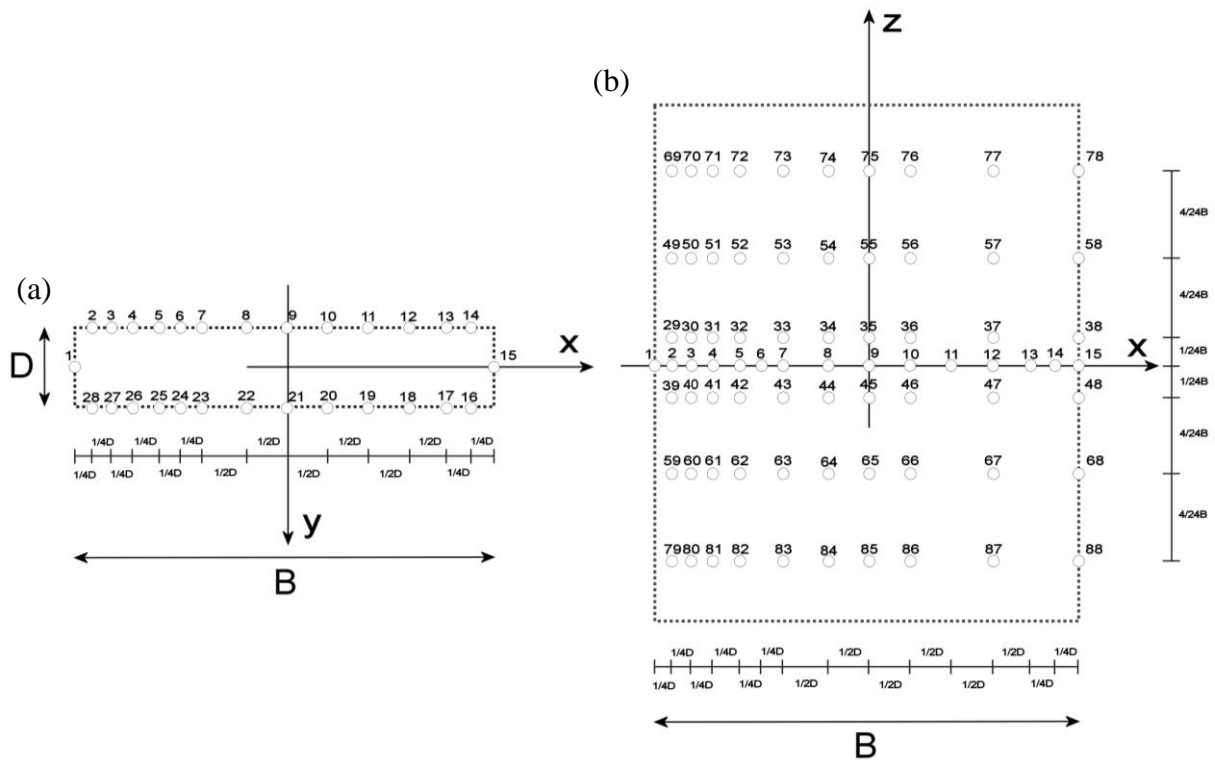 (a)
2 3 4 5 6 7 8 9 10 11 12 13 14
1 15
D
x
28 27 26 25 24 23 22 21 20 19 18 17 16
1/4D 1/4D 1/4D 1/2D 1/2D 1/2D 1/4D
1/4D 1/4D 1/4D 1/2D 1/2D 1/2D 1/4D
y
B
(b)
z
69 70 71 72 73 74 75 76 77 78
4/24B
49 50 51 52 53 54 55 56 57 58
4/24B
29 30 31 32 33 34 35 36 37 38
1/24B
1 2 3 4 5 6 7 8 9 10 11 12 13 14 15
x
1/24B
39 40 41 42 43 44 45 46 47 48
4/24B
59 60 61 62 63 64 65 66 67 68
4/24B
79 80 81 82 83 84 85 86 87 88
1/4D 1/4D 1/4D 1/2D 1/2D 1/2D 1/4D
1/4D 1/4D 1/4D 1/2D 1/2D 1/2D 1/4D
B